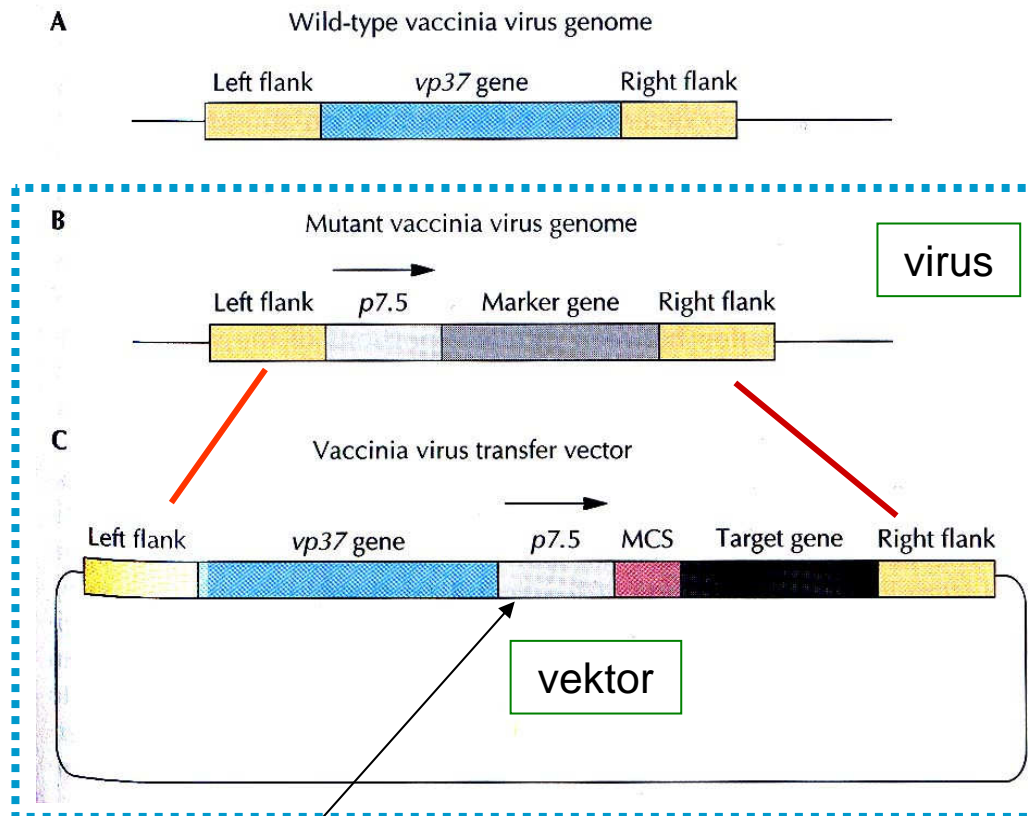 A
Wild-type vaccinia virus genome
Left flank vp37 gene Right flank
B
Mutant vaccinia virus genome
virus
Left flank p7.5 Marker gene Right flank
C
Vaccinia virus transfer vector
Left flank vp37 gene p7.5 MCS Target gene Right flank
vektor